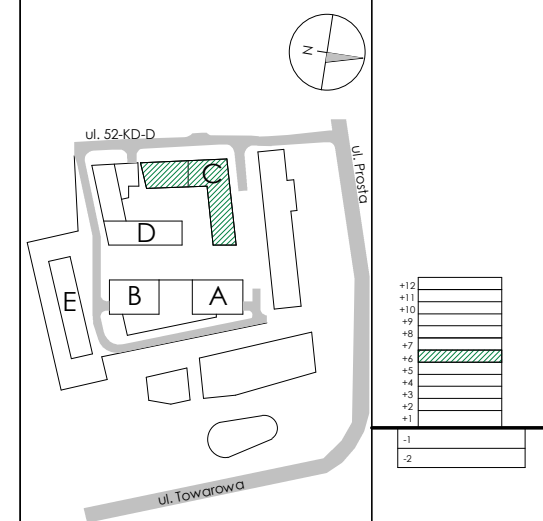 N
ul. 52-KD-D
ul. Prosta
C
D
E
B
A
ul. Towarowa
+12
+11
+10
+9
+8
+7
+6
+5
+4
+3
+2
+1
-1
-2